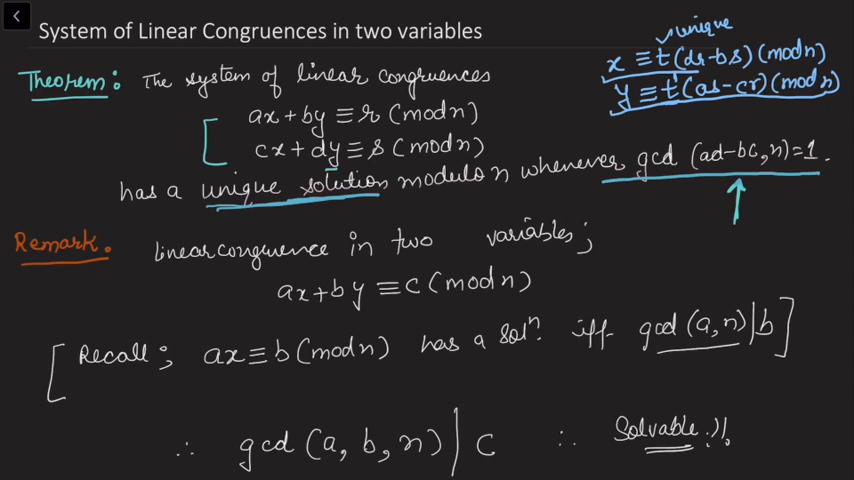 System of Linear Congruences in two variables
unique
x ≡ t(dr-bs)(mod n)
y ≡ t(as-cr)(mod n)
Theorem: The system of linear congruences
ax+by ≡ r (mod n)
cx+dy ≡ s (mod n)
has a unique solution modulo n whenever gcd (ad-bc, n)=1.
Remark. linear congruence in two variables;
ax+by ≡ c (mod n)
[Recall; ax ≡ b (mod n) has a solⁿ. iff gcd (a,n)|b]
∴ gcd (a, b, n) | c ∴ Solvable.!!